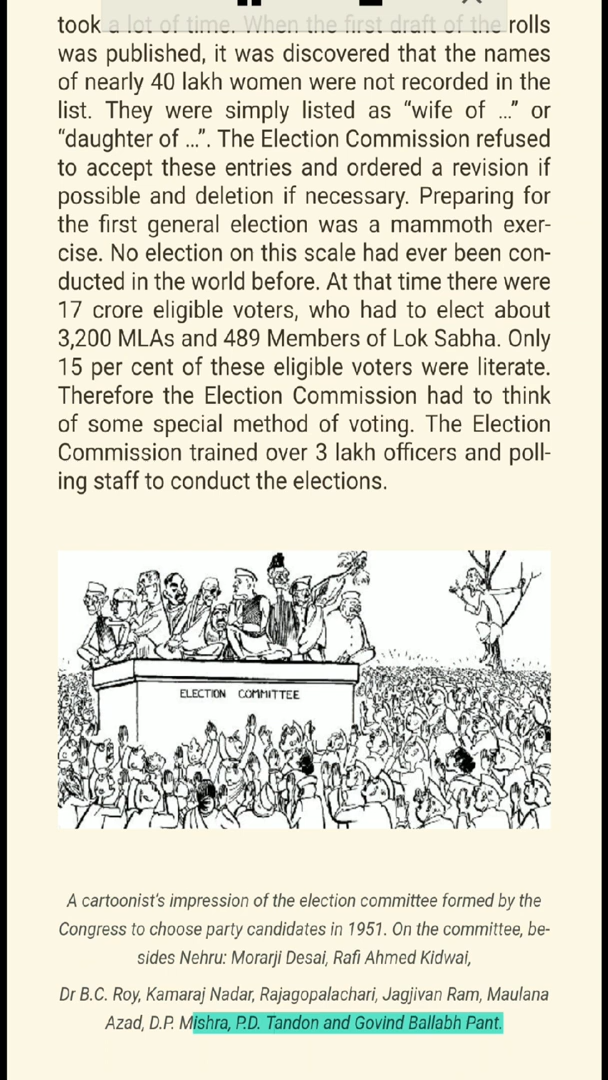 took a lot of time. When the first draft of the rolls
was published, it was discovered that the names
of nearly 40 lakh women were not recorded in the
list. They were simply listed as “wife of ...” or
“daughter of ...”. The Election Commission refused
to accept these entries and ordered a revision if
possible and deletion if necessary. Preparing for
the first general election was a mammoth exer-
cise. No election on this scale had ever been con-
ducted in the world before. At that time there were
17 crore eligible voters, who had to elect about
3,200 MLAs and 489 Members of Lok Sabha. Only
15 per cent of these eligible voters were literate.
Therefore the Election Commission had to think
of some special method of voting. The Election
Commission trained over 3 lakh officers and poll-
ing staff to conduct the elections.
ELECTION COMMITTEE
A cartoonist’s impression of the election committee formed by the
Congress to choose party candidates in 1951. On the committee, be-
sides Nehru: Morarji Desai, Rafi Ahmed Kidwai,
Dr B.C. Roy, Kamaraj Nadar, Rajagopalachari, Jagjivan Ram, Maulana
Azad, D.P. Mishra, P.D. Tandon and Govind Ballabh Pant.